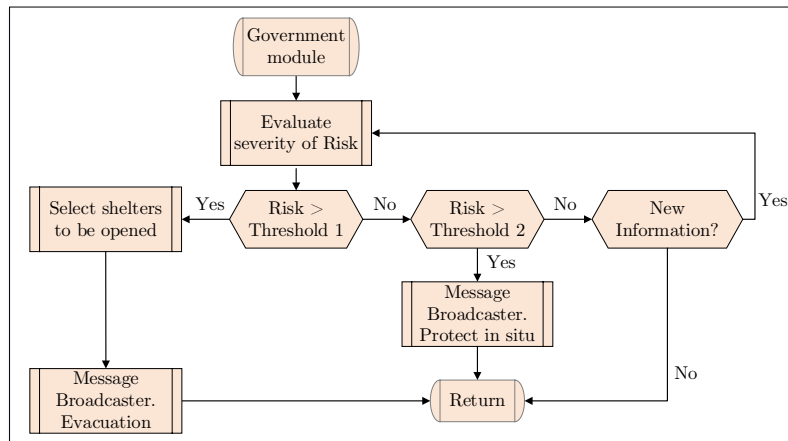 Government
module
Evaluate
severity of Risk
Select shelters
to be opened
Yes
Risk >
Threshold 1
No
Risk >
Threshold 2
No
New
Information?
Yes
Yes
Message
Broadcaster.
Protect in situ
No
Message
Broadcaster.
Evacuation
Return